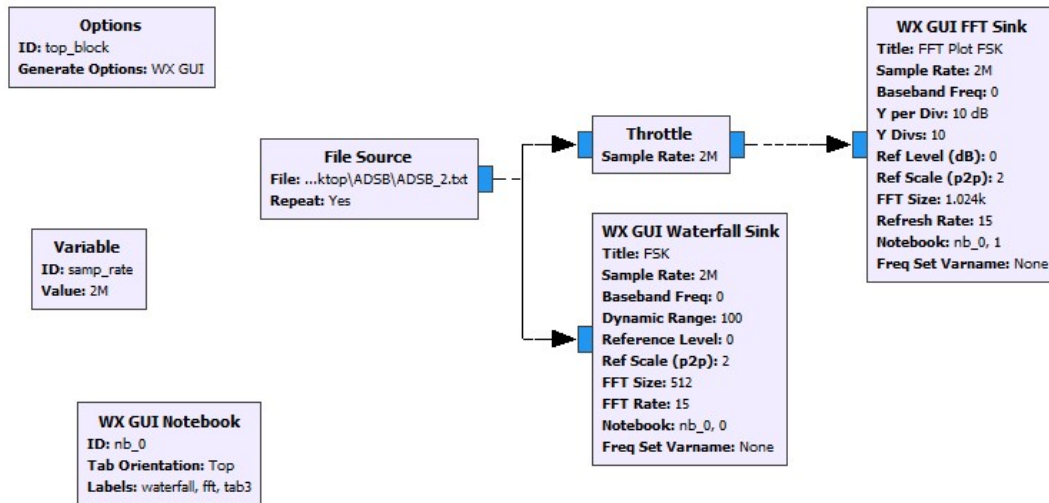 Options
ID: top_block
Generate Options: WX GUI
Variable
ID: samp_rate
Value: 2M
WX GUI Notebook
ID: nb_0
Tab Orientation: Top
Labels: waterfall, fft, tab3
File Source
File: ...ktop\ADSB\ADSB_2.txt
Repeat: Yes
Throttle
Sample Rate: 2M
WX GUI Waterfall Sink
Title: FSK
Sample Rate: 2M
Baseband Freq: 0
Dynamic Range: 100
Reference Level: 0
Ref Scale (p2p): 2
FFT Size: 512
FFT Rate: 15
Notebook: nb_0, 0
Freq Set Varname: None
WX GUI FFT Sink
Title: FFT Plot FSK
Sample Rate: 2M
Baseband Freq: 0
Y per Div: 10 dB
Y Divs: 10
Ref Level (dB): 0
Ref Scale (p2p): 2
FFT Size: 1.024k
Refresh Rate: 15
Notebook: nb_0, 1
Freq Set Varname: None